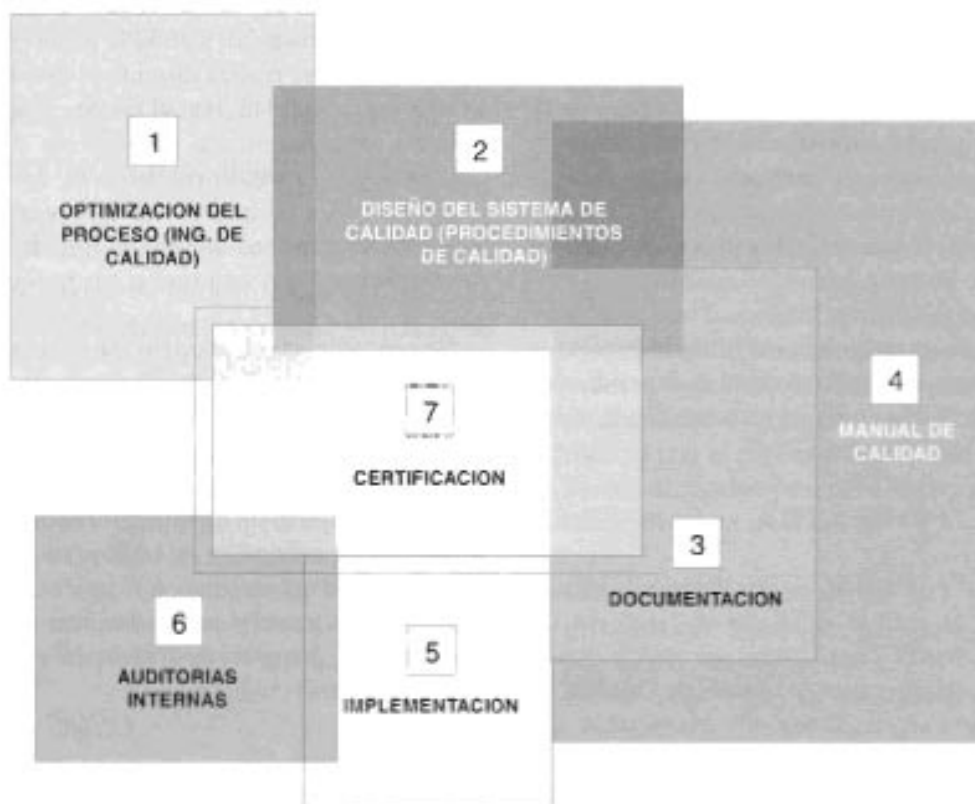 1
OPTIMIZACION DEL
PROCESO (ING. DE
CALIDAD)
2
DISEÑO DEL SISTEMA DE
CALIDAD (PROCEDIMIENTOS
DE CALIDAD)
4
MANUAL DE
CALIDAD
7
CERTIFICACION
3
DOCUMENTACION
6
AUDITORIAS
INTERNAS
5
IMPLEMENTACION